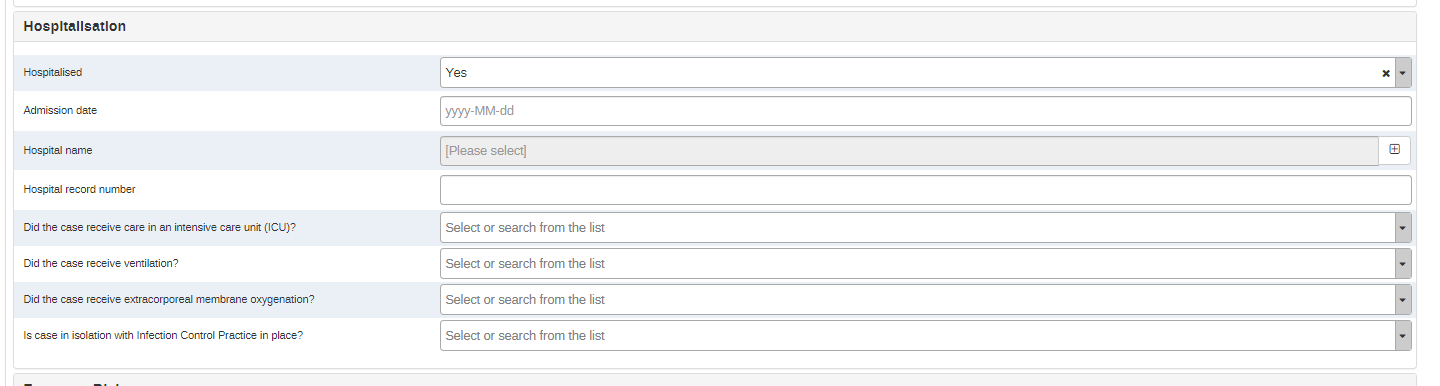 Hospitalisation
Hospitalised
Yes
Admission date
yyyy-MM-dd
Hospital name
[Please select]
Hospital record number
Did the case receive care in an intensive care unit (ICU)?
Select or search from the list
Did the case receive ventilation?
Select or search from the list
Did the case receive extracorporeal membrane oxygenation?
Select or search from the list
Is case in isolation with Infection Control Practice in place?
Select or search from the list